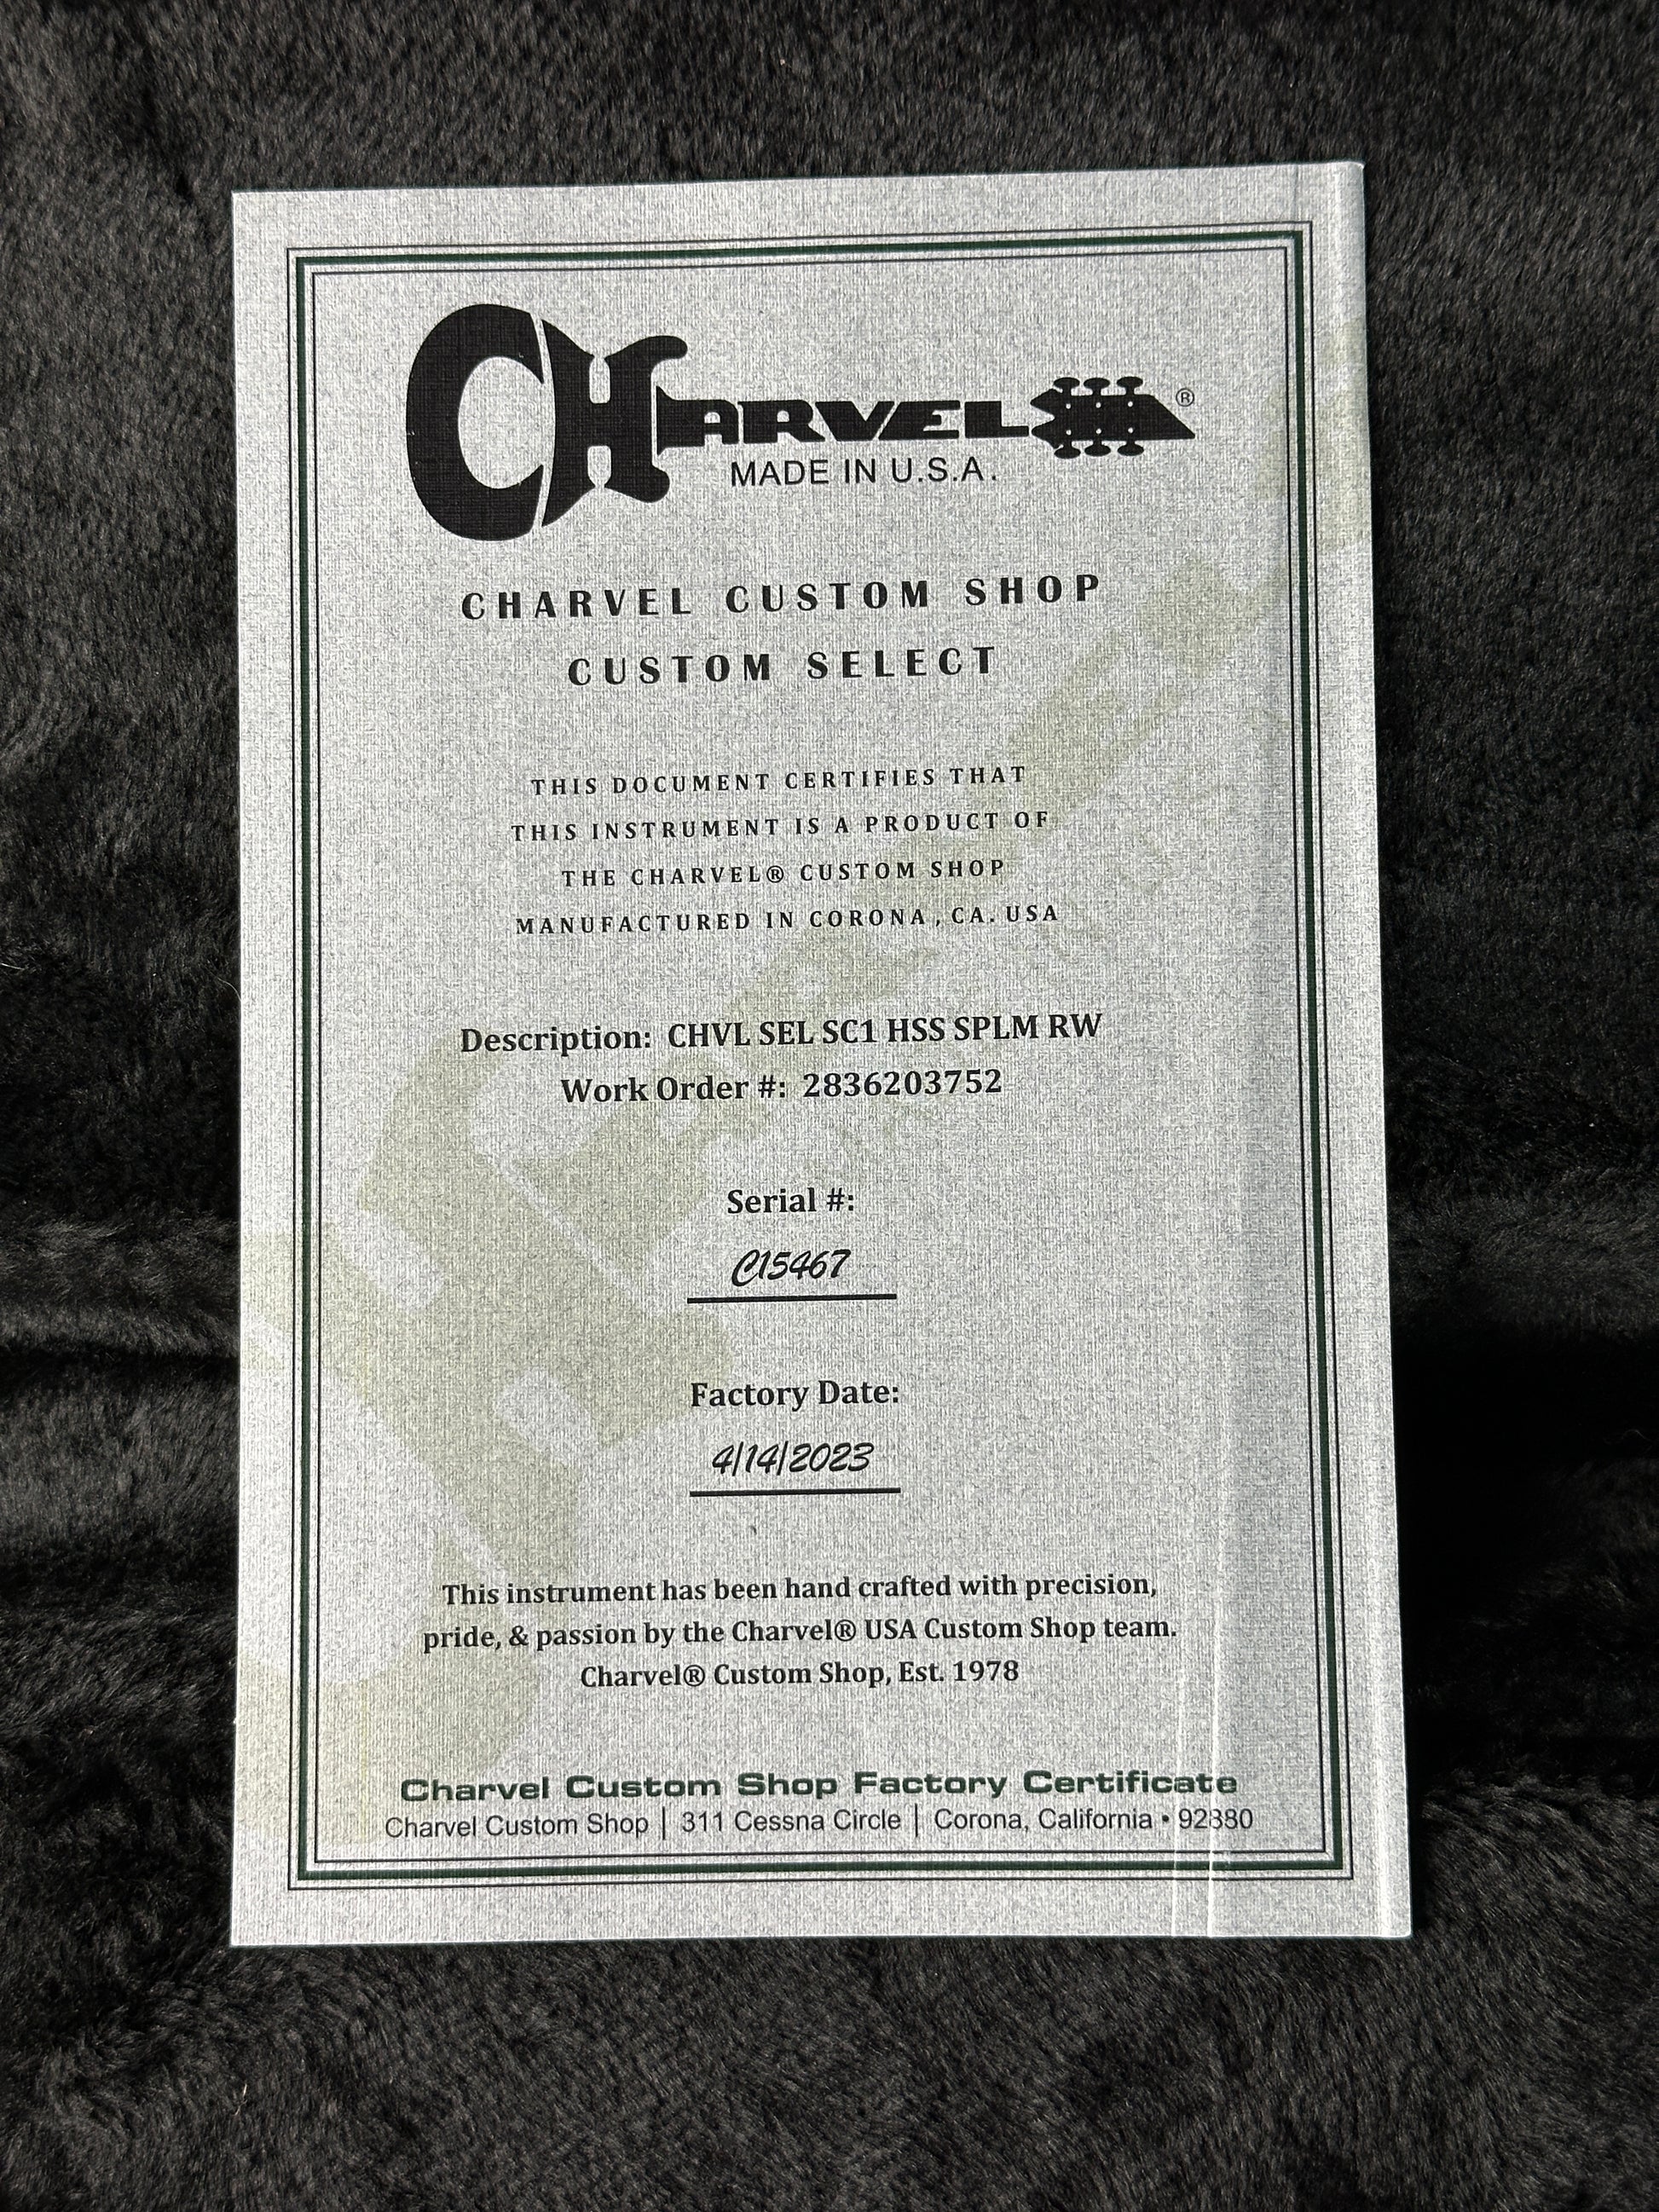 CHARVEL®
MADE IN U.S.A.
CHARVEL CUSTOM SHOP
CUSTOM SELECT
THIS DOCUMENT CERTIFIES THAT
THIS INSTRUMENT IS A PRODUCT OF
THE CHARVEL® CUSTOM SHOP
MANUFACTURED IN CORONA, CA. USA
Description: CHVL SEL SC1 HSS SPLM RW
Work Order #: 2836203752
Serial #:
C15467
Factory Date:
4/14/2023
This instrument has been hand crafted with precision,
pride, & passion by the Charvel® USA Custom Shop team.
Charvel® Custom Shop, Est. 1978
Charvel Custom Shop Factory Certificate
Charvel Custom Shop | 311 Cessna Circle | Corona, California • 92880